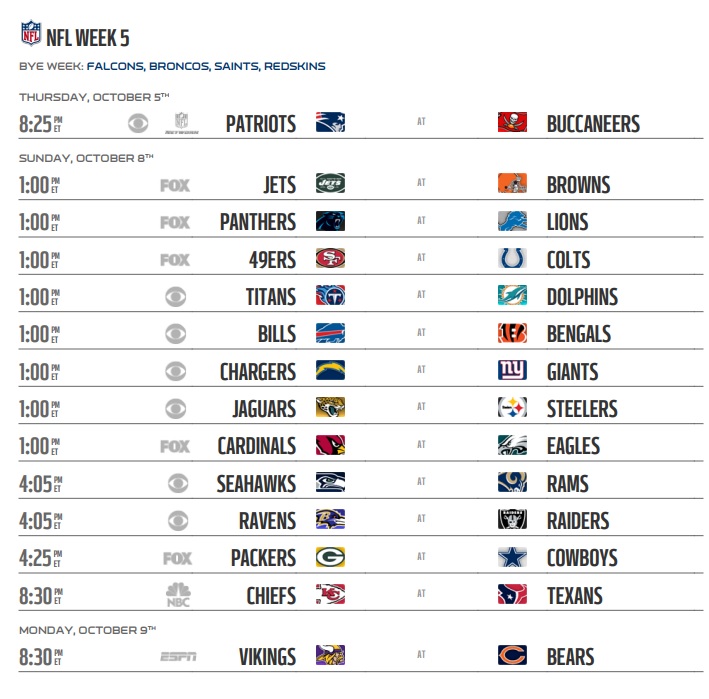 NFL NFL WEEK 5
BYE WEEK: FALCONS, BRONCOS, SAINTS, REDSKINS
THURSDAY, OCTOBER 5TH
8:25 PM ET NFL NETWORK PATRIOTS AT BUCCANEERS
SUNDAY, OCTOBER 8TH
1:00 PM ET FOX JETS JETS AT BROWNS
1:00 PM ET FOX PANTHERS AT LIONS
1:00 PM ET FOX 49ERS SF AT COLTS
1:00 PM ET TITANS T AT DOLPHINS
1:00 PM ET BILLS AT BENGALS
1:00 PM ET CHARGERS AT ny GIANTS
1:00 PM ET JAGUARS AT STEELERS
1:00 PM ET FOX CARDINALS AT EAGLES
4:05 PM ET SEAHAWKS AT RAMS
4:05 PM ET RAVENS AT RAIDERS RAIDERS
4:25 PM ET FOX PACKERS G AT COWBOYS
8:30 PM ET NBC CHIEFS KC AT TEXANS
MONDAY, OCTOBER 9TH
8:30 PM ET ESPN VIKINGS AT C BEARS